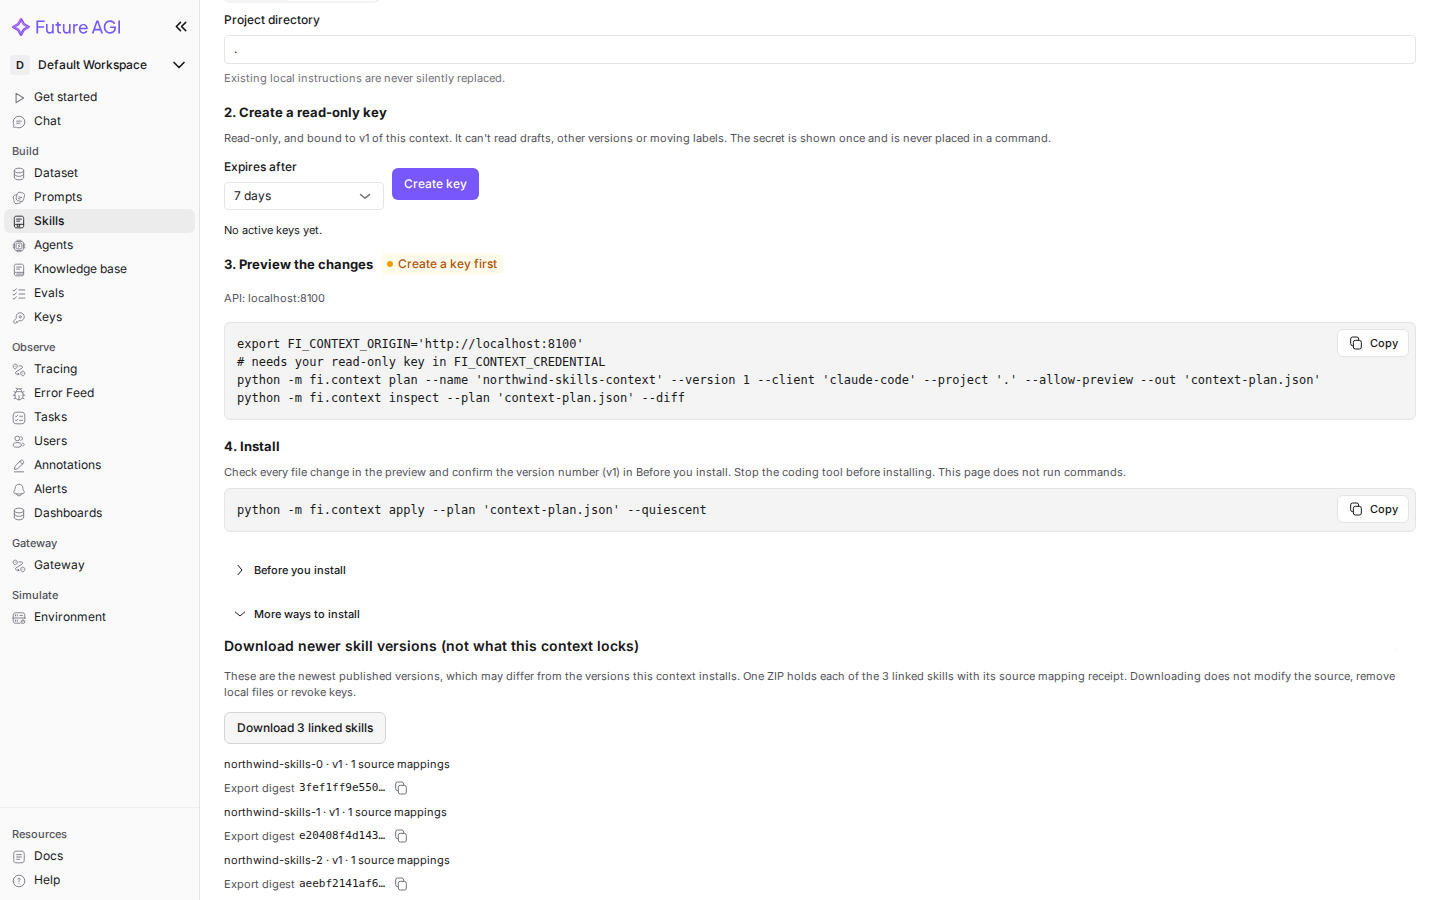 Future AGI
D Default Workspace
Get started
Chat
Build
Dataset
Prompts
Skills
Agents
Knowledge base
Evals
Keys
Observe
Tracing
Error Feed
Tasks
Users
Annotations
Alerts
Dashboards
Gateway
Gateway
Simulate
Environment
Resources
Docs
Help
Project directory
.
Existing local instructions are never silently replaced.
2. Create a read-only key
Read-only, and bound to v1 of this context. It can't read drafts, other versions or moving labels. The secret is shown once and is never placed in a command.
Expires after
7 days
Create key
No active keys yet.
3. Preview the changes
Create a key first
API: localhost:8100
export FI_CONTEXT_ORIGIN='http://localhost:8100'
# needs your read-only key in FI_CONTEXT_CREDENTIAL
python -m fi.context plan --name 'northwind-skills-context' --version 1 --client 'claude-code' --project '.' --allow-preview --out 'context-plan.json'
python -m fi.context inspect --plan 'context-plan.json' --diff
Copy
4. Install
Check every file change in the preview and confirm the version number (v1) in Before you install. Stop the coding tool before installing. This page does not run commands.
python -m fi.context apply --plan 'context-plan.json' --quiescent
Copy
Before you install
More ways to install
Download newer skill versions (not what this context locks)
These are the newest published versions, which may differ from the versions this context installs. One ZIP holds each of the 3 linked skills with its source mapping receipt. Downloading does not modify the source, remove
local files or revoke keys.
Download 3 linked skills
northwind-skills-0 · v1 · 1 source mappings
Export digest 3fef1ff9e550…
northwind-skills-1 · v1 · 1 source mappings
Export digest e20408f4d143…
northwind-skills-2 · v1 · 1 source mappings
Export digest aeebf2141af6…